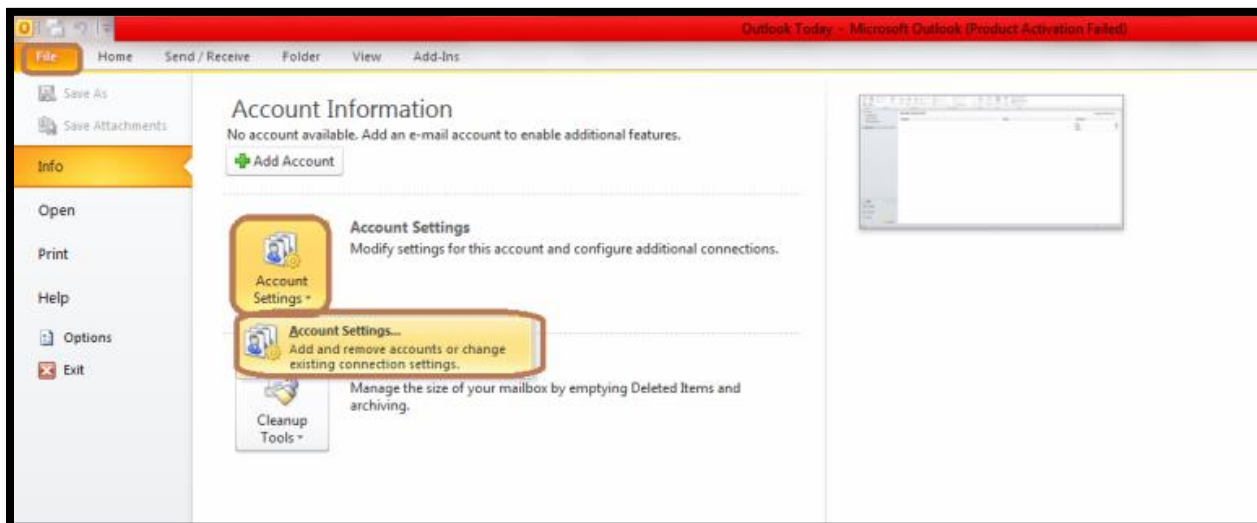 Outlook Today - Microsoft Outlook (Product Activation Failed)
File Home Send / Receive Folder View Add-Ins
Save As
Save Attachments
Info
Open
Print
Help
Options
Exit
Account Information
No account available. Add an e-mail account to enable additional features.
Add Account
Account Settings
Modify settings for this account and configure additional connections.
Account
Settings
Account Settings...
Add and remove accounts or change
existing connection settings.
Manage the size of your mailbox by emptying Deleted Items and
archiving.
Cleanup
Tools